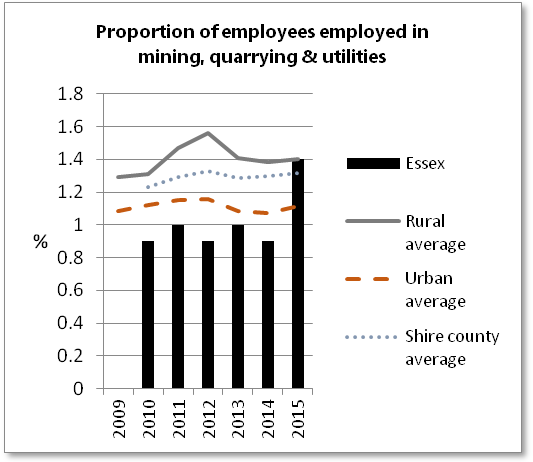 Proportion of employees employed in
mining, quarrying & utilities
1.8
1.6
1.4
1.2
1
0.8
0.6
0.4
0.2
0
%
2009
2010
2011
2012
2013
2014
2015
Essex
Rural
average
Urban
average
Shire county
average